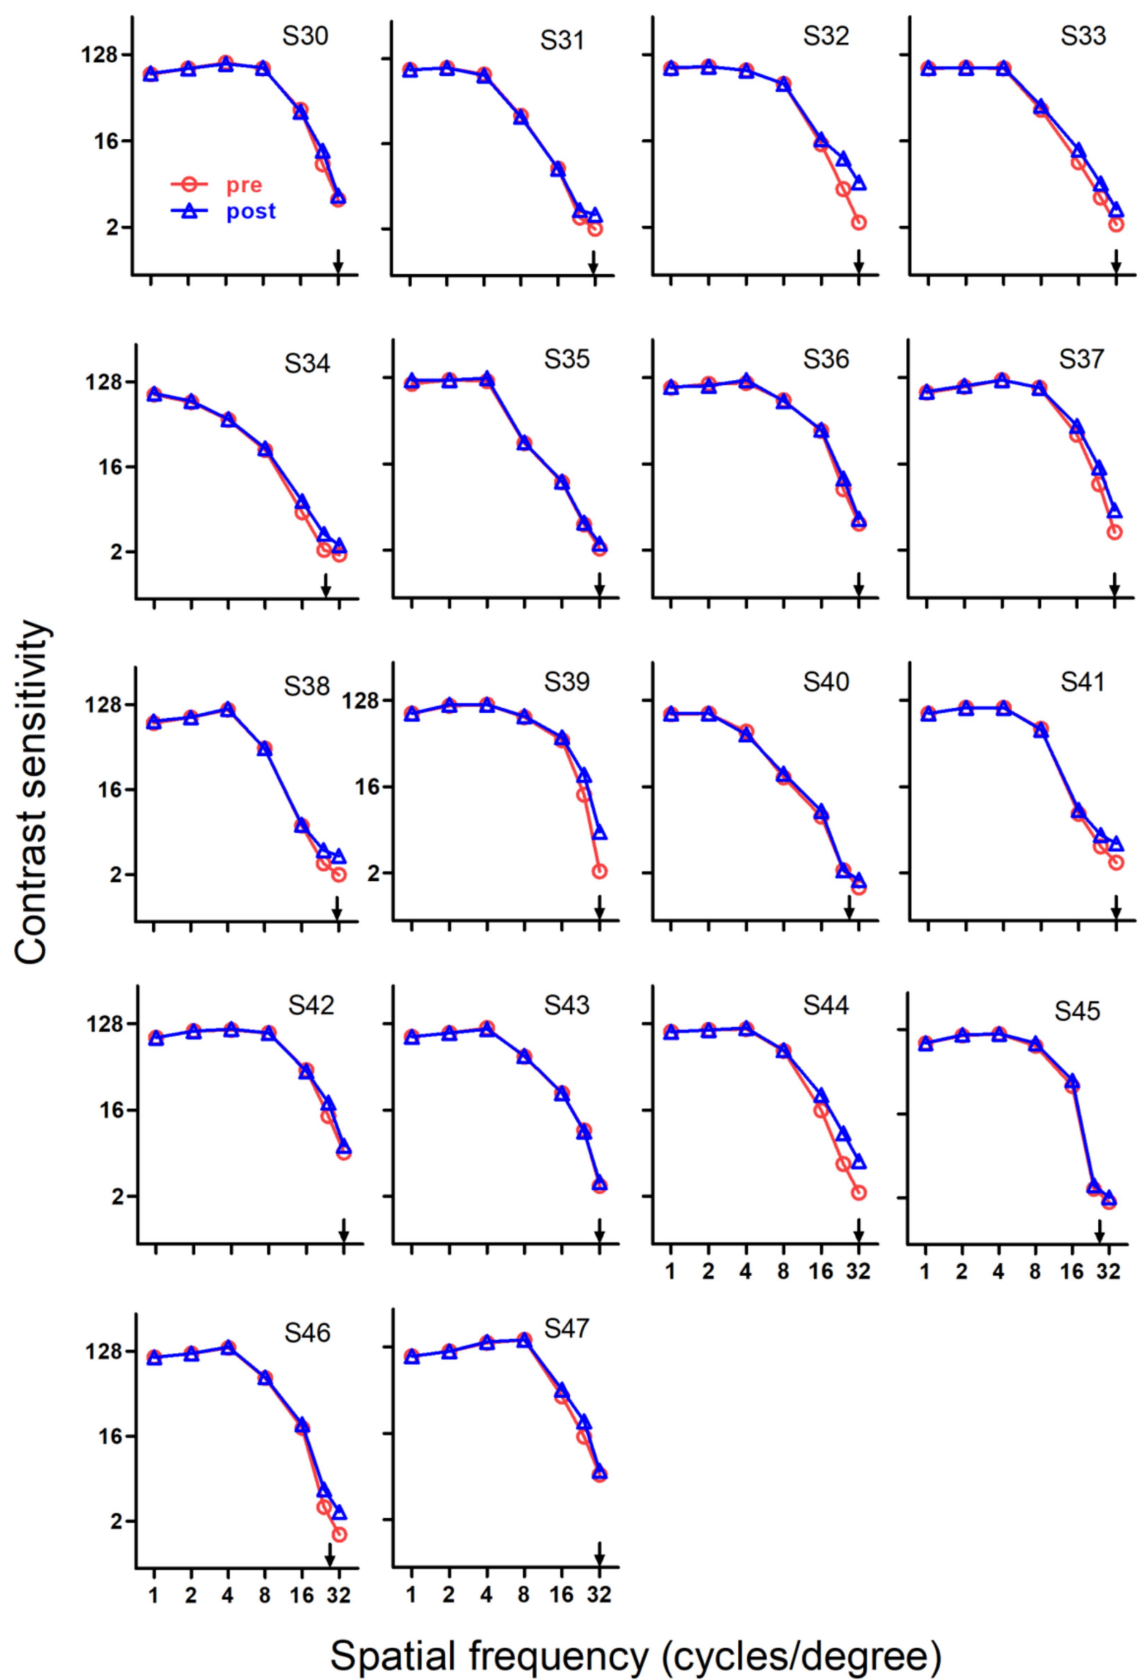 S30 S31 S32 S33
128
16
2
pre
post
S34 S35 S36 S37
128
16
2
Contrast sensitivity
S38 S39 S40 S41
128 128
16 16
2 2
S42 S43 S44 S45
128
16
2
1 2 4 8 16 32 1 2 4 8 16 32
S46 S47
128
16
2
1 2 4 8 16 32 1 2 4 8 16 32
Spatial frequency (cycles/degree)